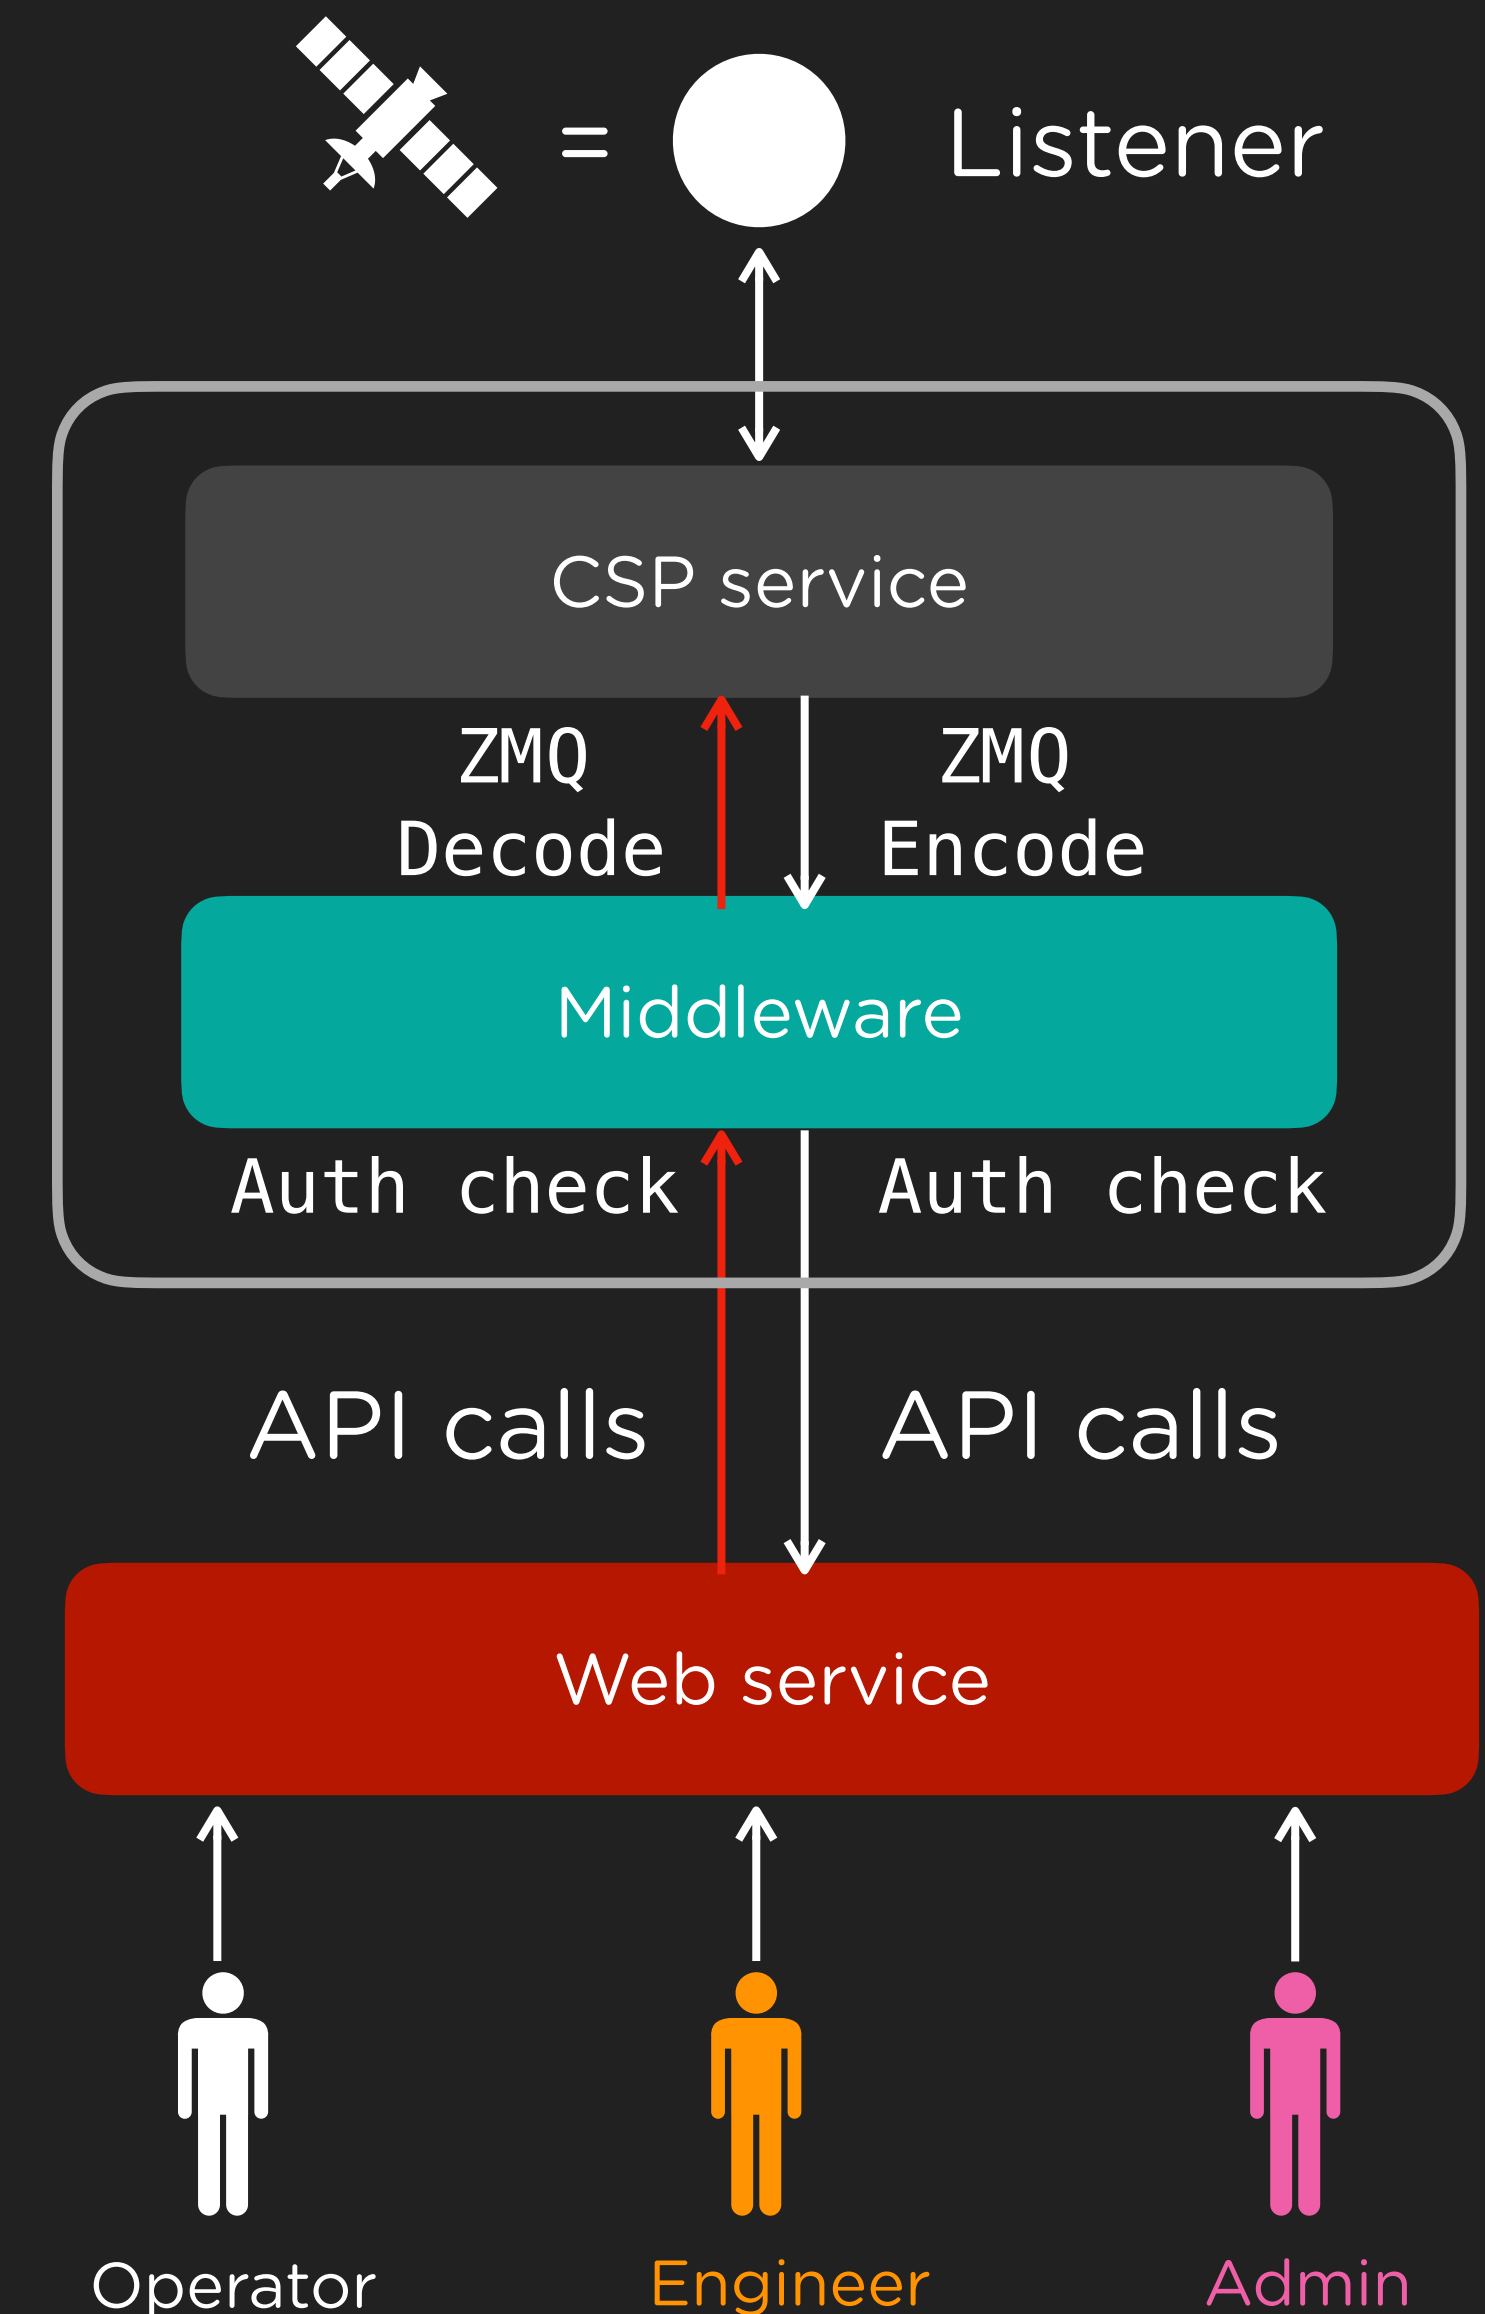 = Listener
CSP service
ZMQ ZMQ
Decode Encode
Middleware
Auth check Auth check
API calls API calls
Web service
Operator Engineer Admin